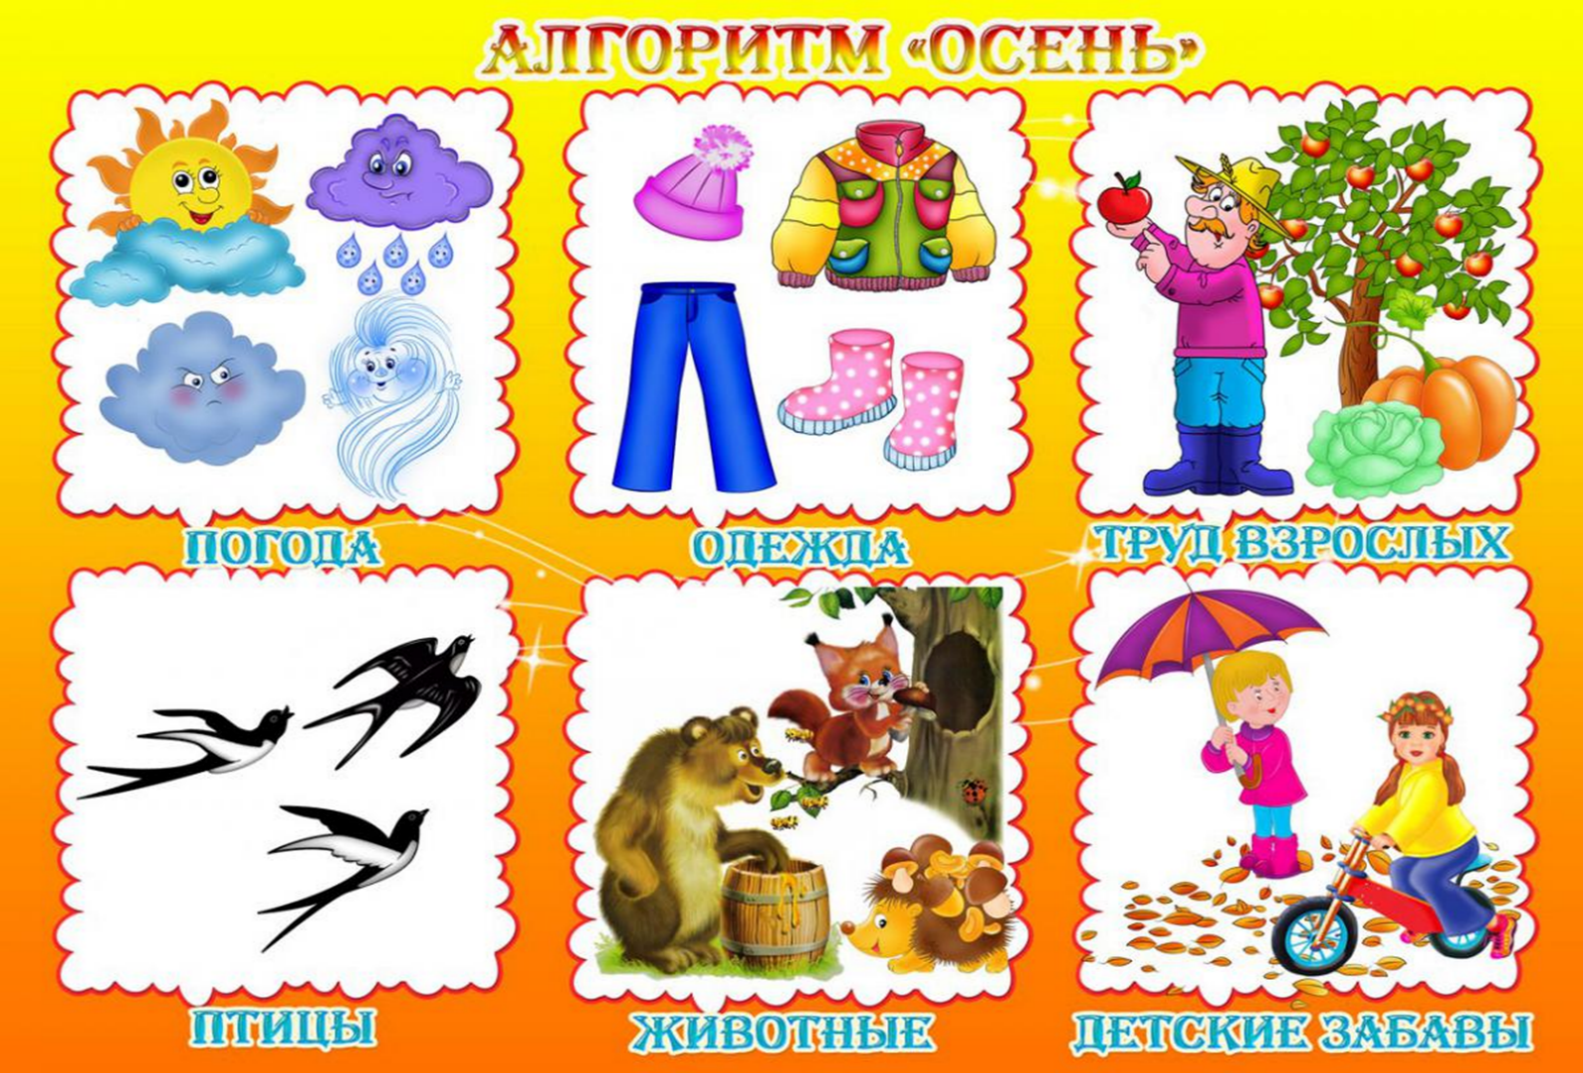 АЛГОРИТМ «ОСЕНЬ»
ПОГОДА
ОДЕЖДА
ТРУД ВЗРОСЛЫХ
ПТИЦЫ
ЖИВОТНЫЕ
ДЕТСКИЕ ЗАБАВЫ